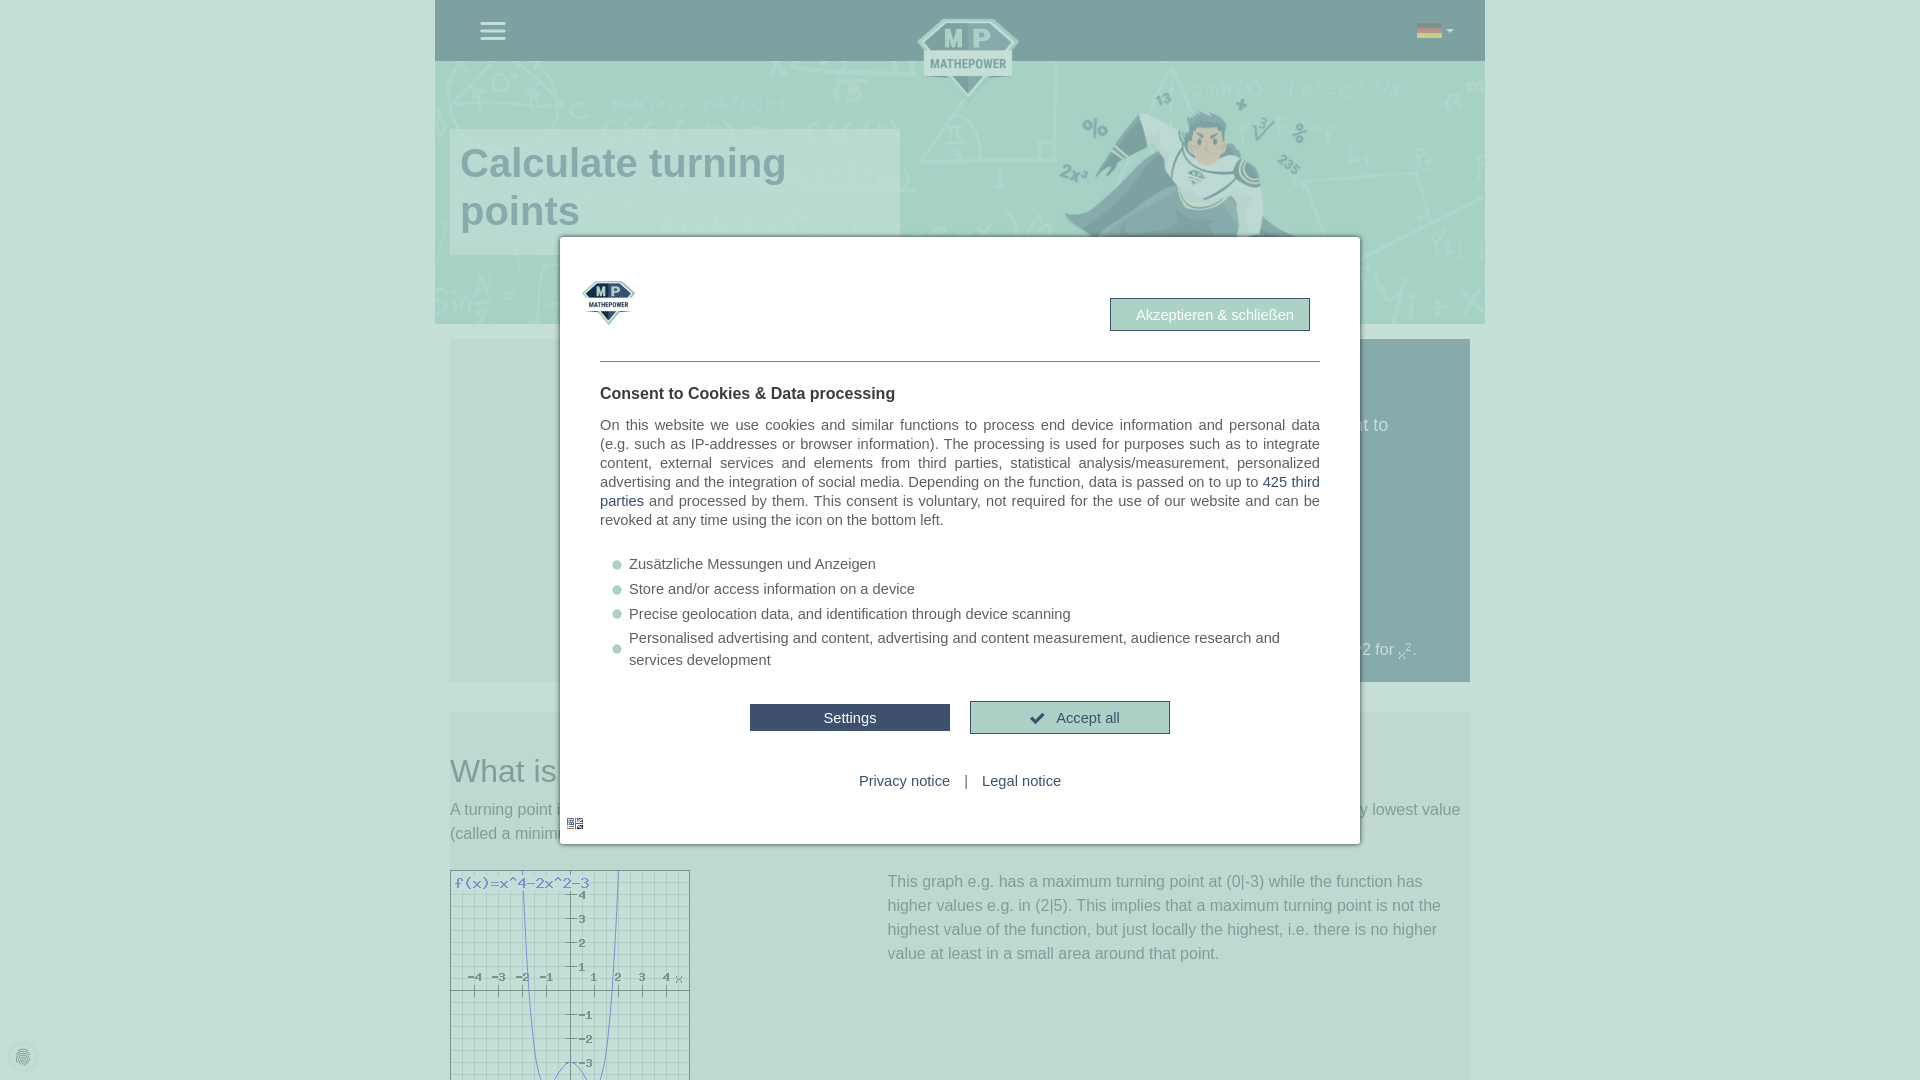 MP
MATHEPOWER
Calculate turning
points
13
%
2x³
235
MP
MATHEPOWER
Akzeptieren & schließen
Consent to Cookies & Data processing
On this website we use cookies and similar functions to process end device information and personal data
(e.g. such as IP-addresses or browser information). The processing is used for purposes such as to integrate
content, external services and elements from third parties, statistical analysis/measurement, personalized
advertising and the integration of social media. Depending on the function, data is passed on to up to 425 third
parties and processed by them. This consent is voluntary, not required for the use of our website and can be
revoked at any time using the icon on the bottom left.
Zusätzliche Messungen und Anzeigen
Store and/or access information on a device
Precise geolocation data, and identification through device scanning
Personalised advertising and content, advertising and content measurement, audience research and
services development
Settings
Accept all
Privacy notice | Legal notice
to
2 for x².
What is
A turning point
lowest value
(called a
f(x)=x^4-2x^2-3
4
3
2
1
-4 -3 -2 -1 1 2 3 4 x
-1
-2
-3
This graph e.g. has a maximum turning point at (0|-3) while the function has
higher values e.g. in (2|5). This implies that a maximum turning point is not the
highest value of the function, but just locally the highest, i.e. there is no higher
value at least in a small area around that point.